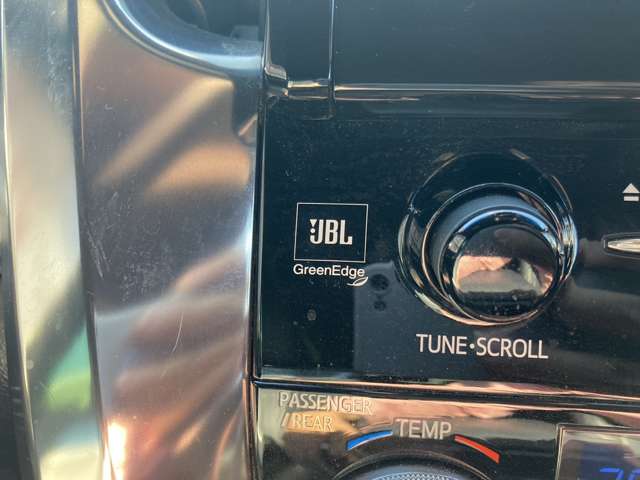 JBL
GreenEdge
TUNE·SCROLL
PASSENGER
/REAR
TEMP